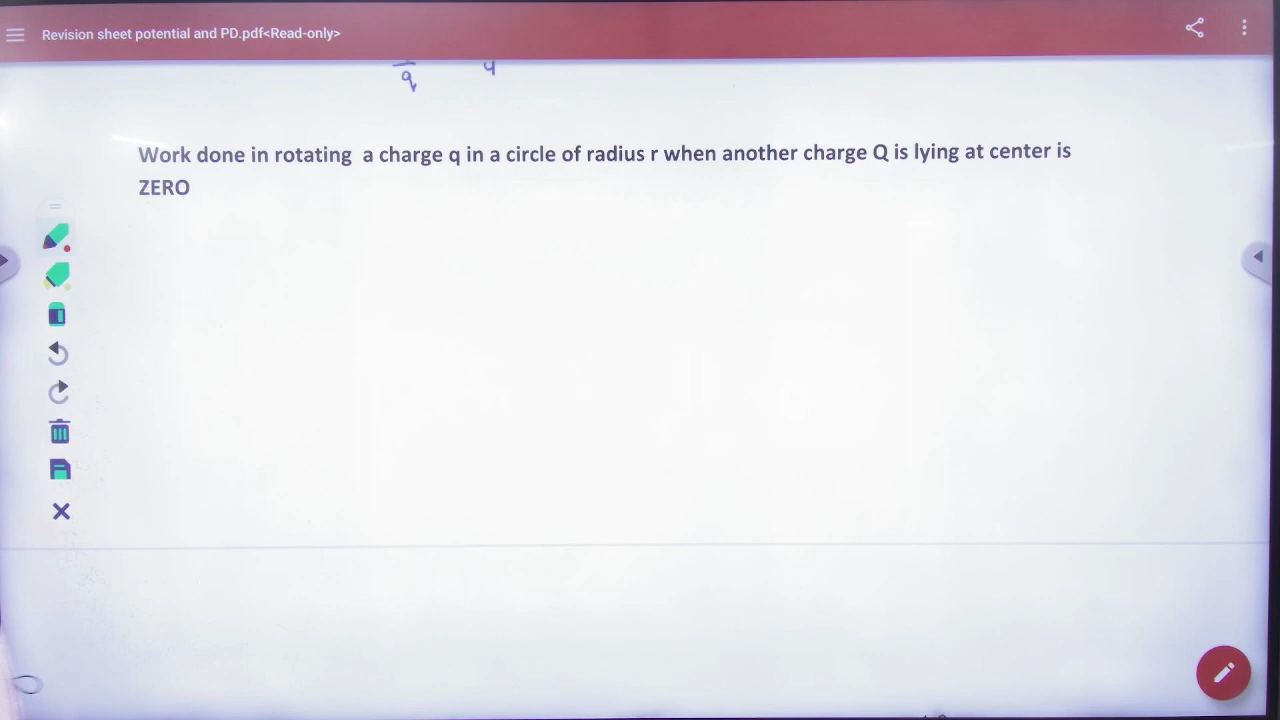 Revision sheet potential and PD.pdf<Read-only>
q
Work done in rotating a charge q in a circle of radius r when another charge Q is lying at center is
ZERO